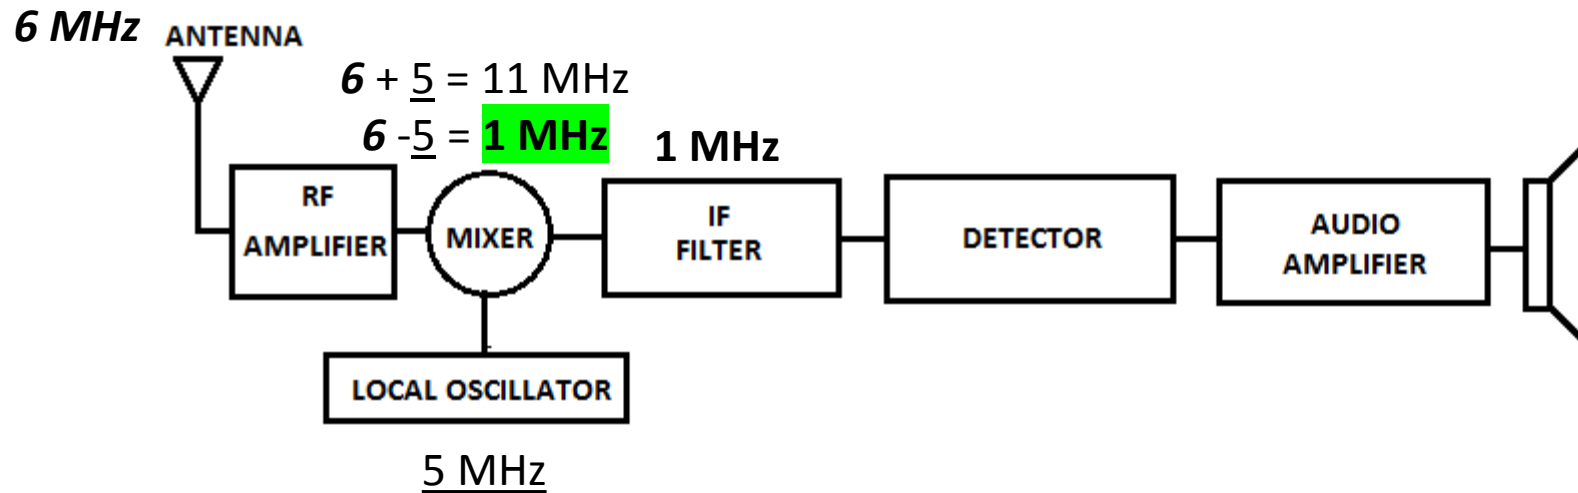 6 MHz
ANTENNA
6 + 5 = 11 MHz
6 -5 = 1 MHz
1 MHz
RF
AMPLIFIER
MIXER
IF
FILTER
DETECTOR
AUDIO
AMPLIFIER
LOCAL OSCILLATOR
5 MHz